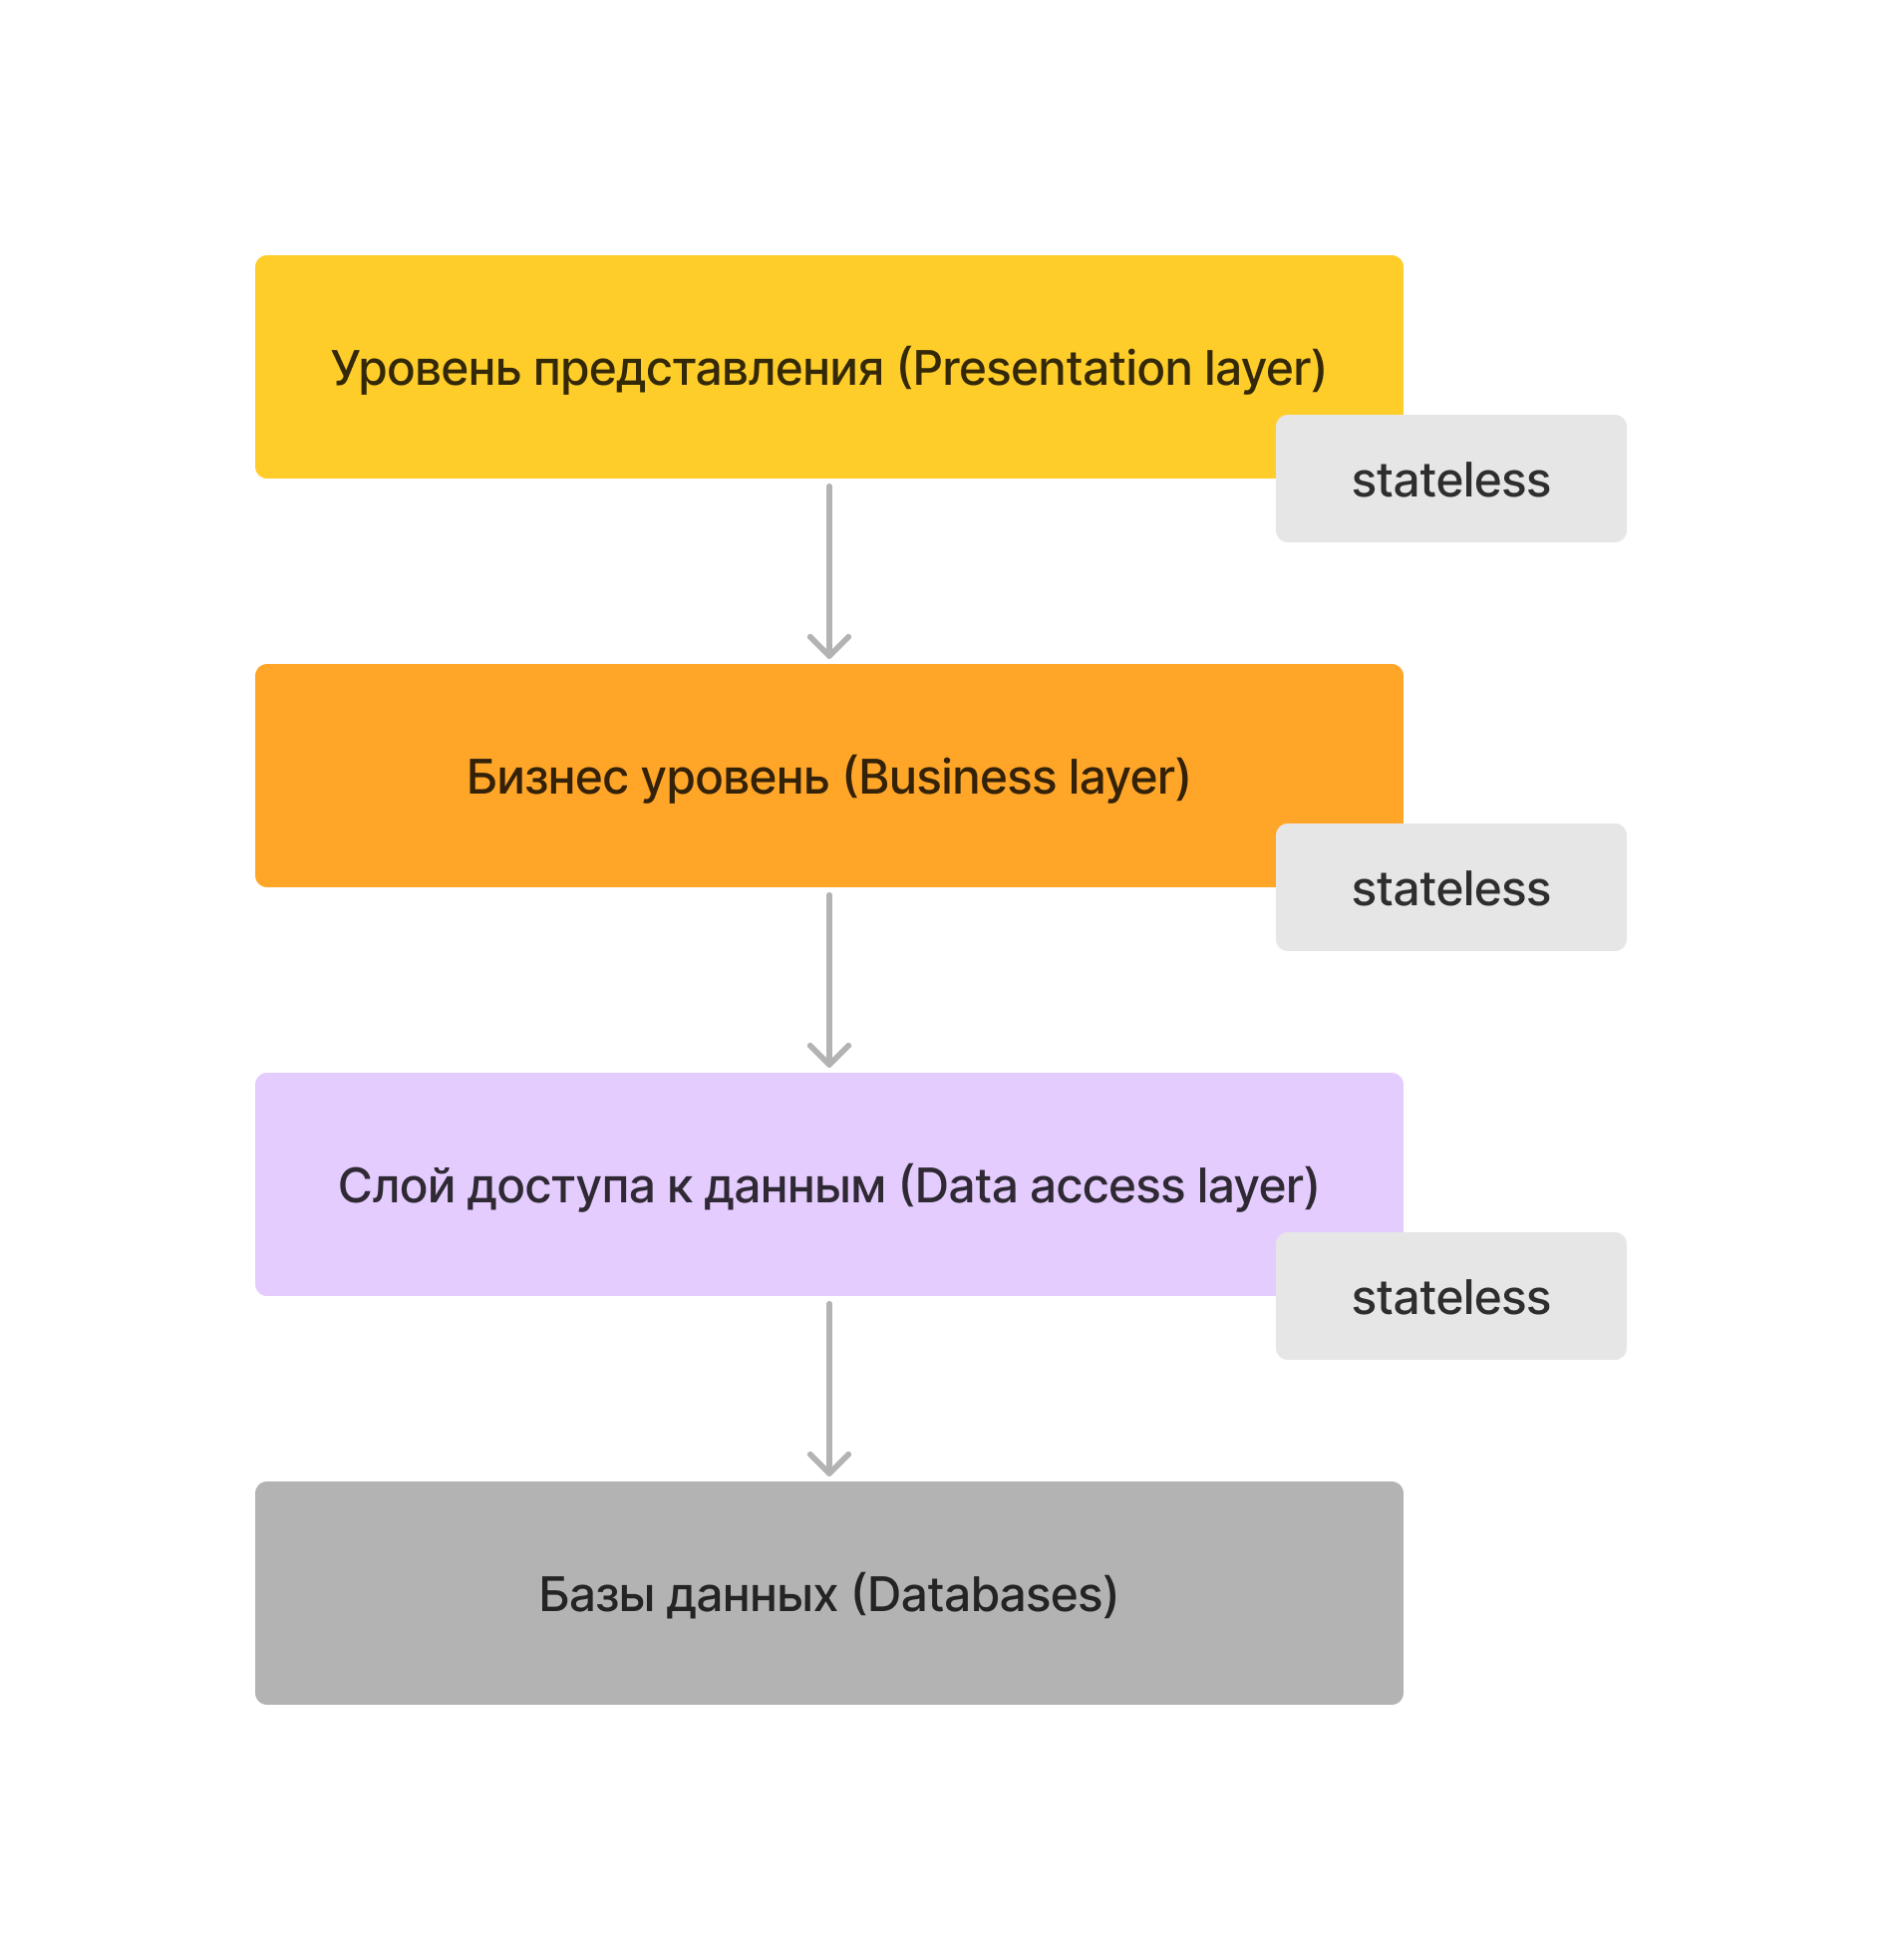 Уровень представления (Presentation layer)
stateless
Бизнес уровень (Business layer)
stateless
Слой доступа к данным (Data access layer)
stateless
Базы данных (Databases)